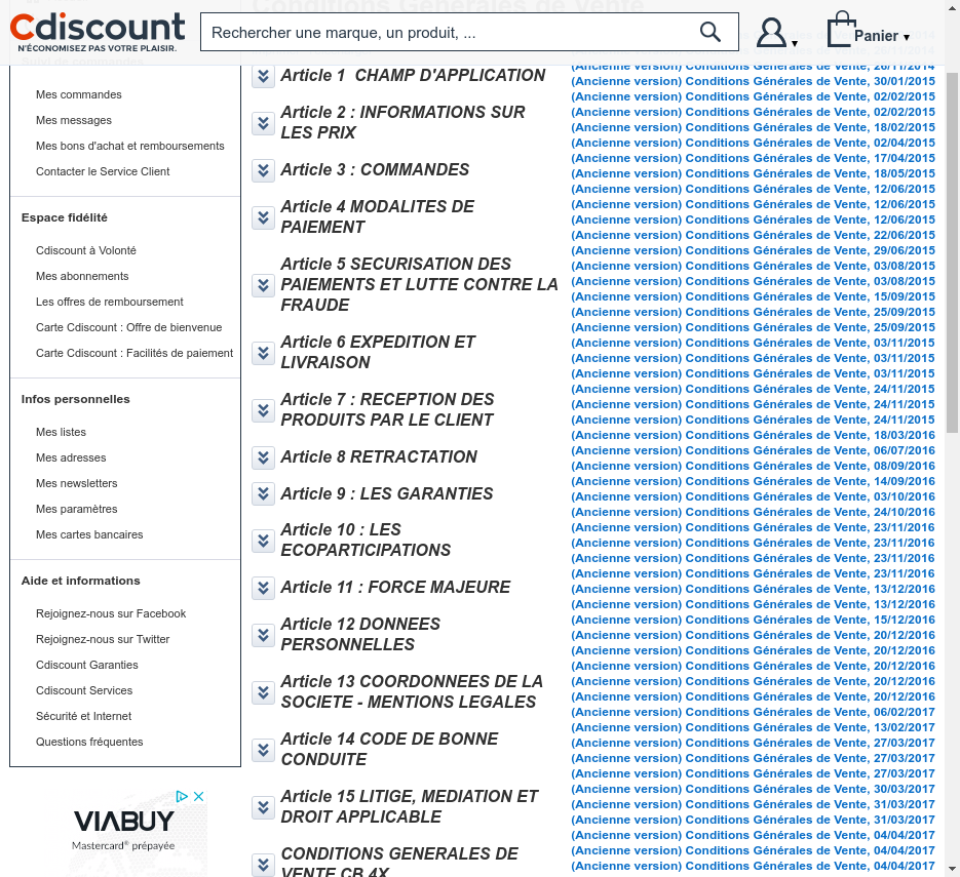 Conditions Générales de Vente
Cdiscount
N'ÉCONOMISEZ PAS VOTRE PLAISIR.
Rechercher une marque, un produit, ...
Panier
Mes commandes
Mes messages
Mes bons d'achat et remboursements
Contacter le Service Client
Espace fidélité
Cdiscount à Volonté
Mes abonnements
Les offres de remboursement
Carte Cdiscount : Offre de bienvenue
Carte Cdiscount : Facilités de paiement
Infos personnelles
Mes listes
Mes adresses
Mes newsletters
Mes paramètres
Mes cartes bancaires
Aide et informations
Rejoignez-nous sur Facebook
Rejoignez-nous sur Twitter
Cdiscount Garanties
Cdiscount Services
Sécurité et Internet
Questions fréquentes
VIABUY
Mastercard® prépayée
Article 1 CHAMP D'APPLICATION
Article 2 : INFORMATIONS SUR
LES PRIX
Article 3 : COMMANDES
Article 4 MODALITES DE
PAIEMENT
Article 5 SECURISATION DES
PAIEMENTS ET LUTTE CONTRE LA
FRAUDE
Article 6 EXPEDITION ET
LIVRAISON
Article 7 : RECEPTION DES
PRODUITS PAR LE CLIENT
Article 8 RETRACTATION
Article 9 : LES GARANTIES
Article 10 : LES
ECOPARTICIPATIONS
Article 11 : FORCE MAJEURE
Article 12 DONNEES
PERSONNELLES
Article 13 COORDONNEES DE LA
SOCIETE - MENTIONS LEGALES
Article 14 CODE DE BONNE
CONDUITE
Article 15 LITIGE, MEDIATION ET
DROIT APPLICABLE
CONDITIONS GENERALES DE
VENTE CB 4X
(Ancienne version) Conditions Générales de Vente, 26/11/2014
(Ancienne version) Conditions Générales de Vente, 30/01/2015
(Ancienne version) Conditions Générales de Vente, 02/02/2015
(Ancienne version) Conditions Générales de Vente, 02/02/2015
(Ancienne version) Conditions Générales de Vente, 18/02/2015
(Ancienne version) Conditions Générales de Vente, 02/04/2015
(Ancienne version) Conditions Générales de Vente, 17/04/2015
(Ancienne version) Conditions Générales de Vente, 18/05/2015
(Ancienne version) Conditions Générales de Vente, 12/06/2015
(Ancienne version) Conditions Générales de Vente, 12/06/2015
(Ancienne version) Conditions Générales de Vente, 12/06/2015
(Ancienne version) Conditions Générales de Vente, 22/06/2015
(Ancienne version) Conditions Générales de Vente, 29/06/2015
(Ancienne version) Conditions Générales de Vente, 03/08/2015
(Ancienne version) Conditions Générales de Vente, 03/08/2015
(Ancienne version) Conditions Générales de Vente, 15/09/2015
(Ancienne version) Conditions Générales de Vente, 25/09/2015
(Ancienne version) Conditions Générales de Vente, 25/09/2015
(Ancienne version) Conditions Générales de Vente, 03/11/2015
(Ancienne version) Conditions Générales de Vente, 03/11/2015
(Ancienne version) Conditions Générales de Vente, 03/11/2015
(Ancienne version) Conditions Générales de Vente, 24/11/2015
(Ancienne version) Conditions Générales de Vente, 24/11/2015
(Ancienne version) Conditions Générales de Vente, 24/11/2015
(Ancienne version) Conditions Générales de Vente, 18/03/2016
(Ancienne version) Conditions Générales de Vente, 06/07/2016
(Ancienne version) Conditions Générales de Vente, 08/09/2016
(Ancienne version) Conditions Générales de Vente, 14/09/2016
(Ancienne version) Conditions Générales de Vente, 03/10/2016
(Ancienne version) Conditions Générales de Vente, 24/10/2016
(Ancienne version) Conditions Générales de Vente, 23/11/2016
(Ancienne version) Conditions Générales de Vente, 23/11/2016
(Ancienne version) Conditions Générales de Vente, 23/11/2016
(Ancienne version) Conditions Générales de Vente, 23/11/2016
(Ancienne version) Conditions Générales de Vente, 13/12/2016
(Ancienne version) Conditions Générales de Vente, 13/12/2016
(Ancienne version) Conditions Générales de Vente, 15/12/2016
(Ancienne version) Conditions Générales de Vente, 20/12/2016
(Ancienne version) Conditions Générales de Vente, 20/12/2016
(Ancienne version) Conditions Générales de Vente, 20/12/2016
(Ancienne version) Conditions Générales de Vente, 20/12/2016
(Ancienne version) Conditions Générales de Vente, 20/12/2016
(Ancienne version) Conditions Générales de Vente, 06/02/2017
(Ancienne version) Conditions Générales de Vente, 13/02/2017
(Ancienne version) Conditions Générales de Vente, 27/03/2017
(Ancienne version) Conditions Générales de Vente, 27/03/2017
(Ancienne version) Conditions Générales de Vente, 27/03/2017
(Ancienne version) Conditions Générales de Vente, 30/03/2017
(Ancienne version) Conditions Générales de Vente, 31/03/2017
(Ancienne version) Conditions Générales de Vente, 31/03/2017
(Ancienne version) Conditions Générales de Vente, 04/04/2017
(Ancienne version) Conditions Générales de Vente, 04/04/2017
(Ancienne version) Conditions Générales de Vente, 04/04/2017